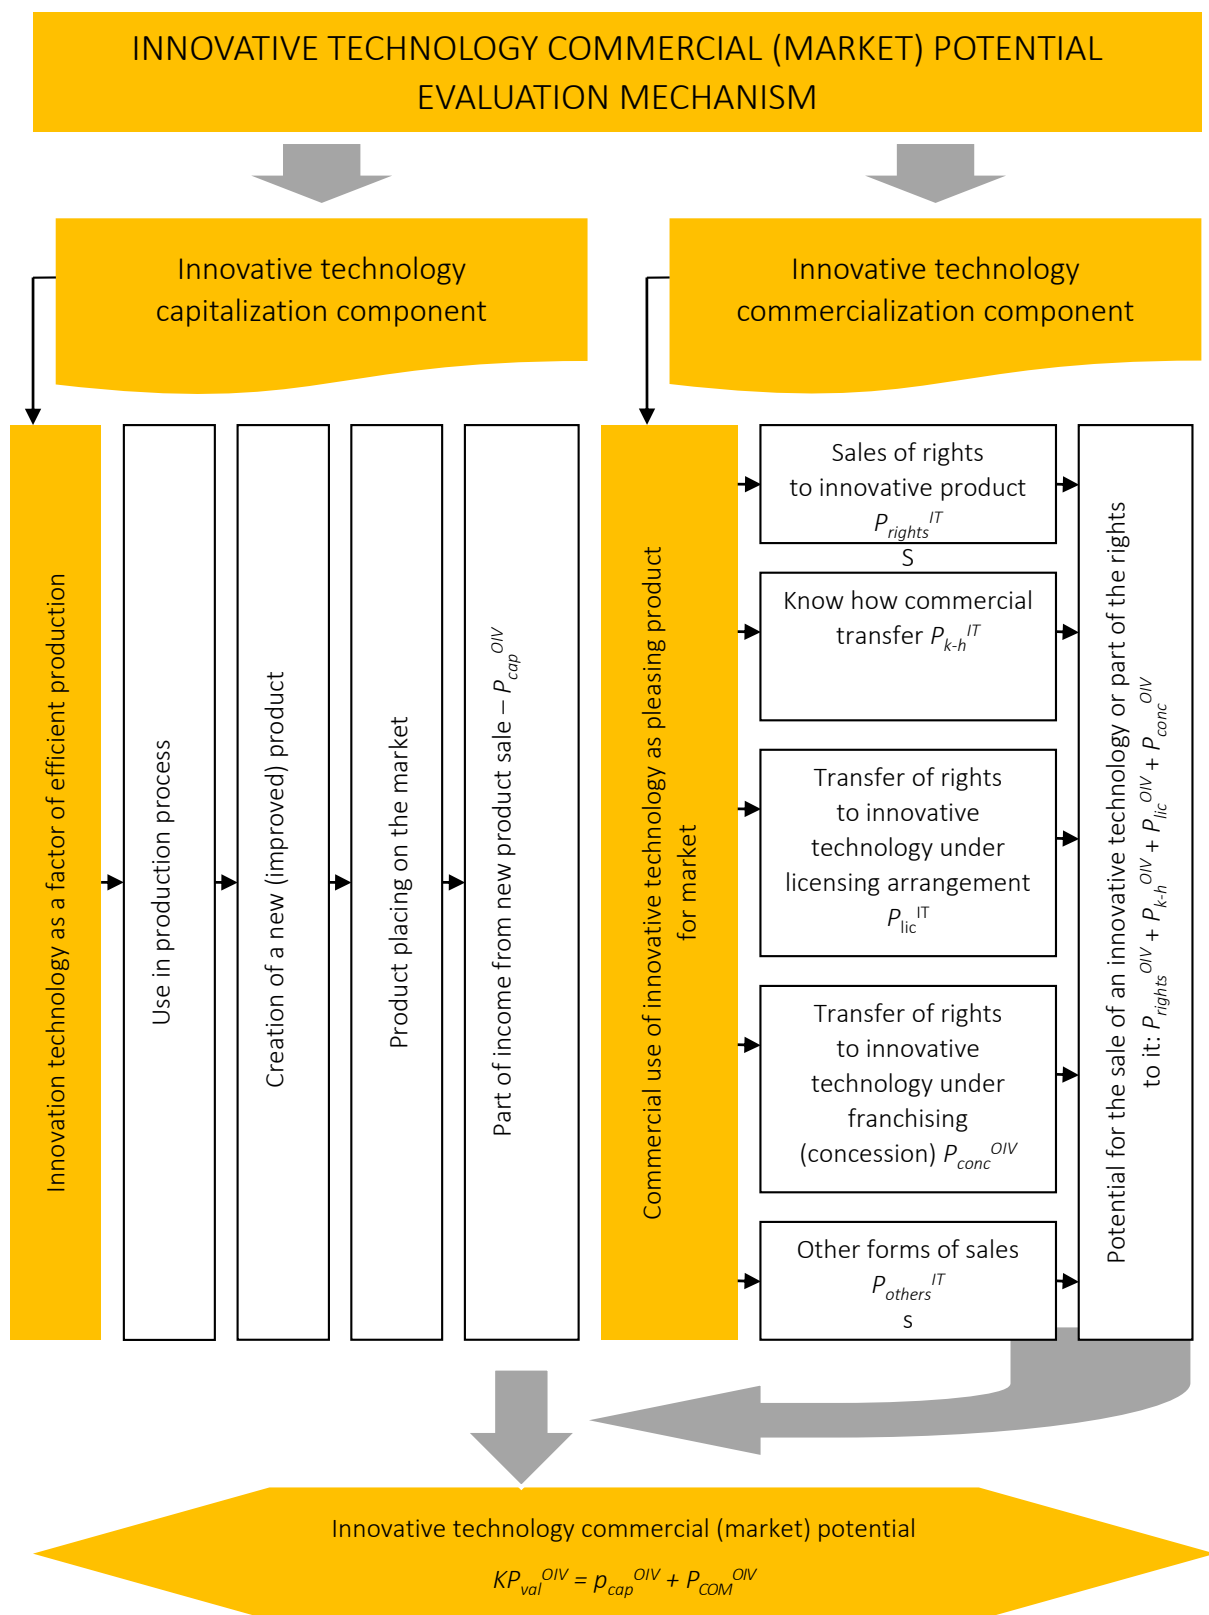 INNOVATIVE TECHNOLOGY COMMERCIAL (MARKET) POTENTIAL
EVALUATION MECHANISM
Innovative technology
capitalization component
Innovative technology
commercialization component
Innovation technology as a factor of efficient production
Use in production process
Creation of a new (improved) product
Product placing on the market
Part of income from new product sale – P_cap^OIV
Commercial use of innovative technology as pleasing product
for market
Sales of rights
to innovative product
P_rights^IT
S
Know how commercial
transfer P_k-h^IT
Transfer of rights
to innovative
technology under
licensing arrangement
P_lic^IT
Transfer of rights
to innovative
technology under
franchising
(concession) P_conc^OIV
Other forms of sales
P_others^IT
s
Potential for the sale of an innovative technology or part of the rights
to it: P_rights^OIV + P_k-h^OIV + P_lic^OIV + P_conc^OIV
Innovative technology commercial (market) potential
KP_val^OIV = p_cap^OIV + P_COM^OIV